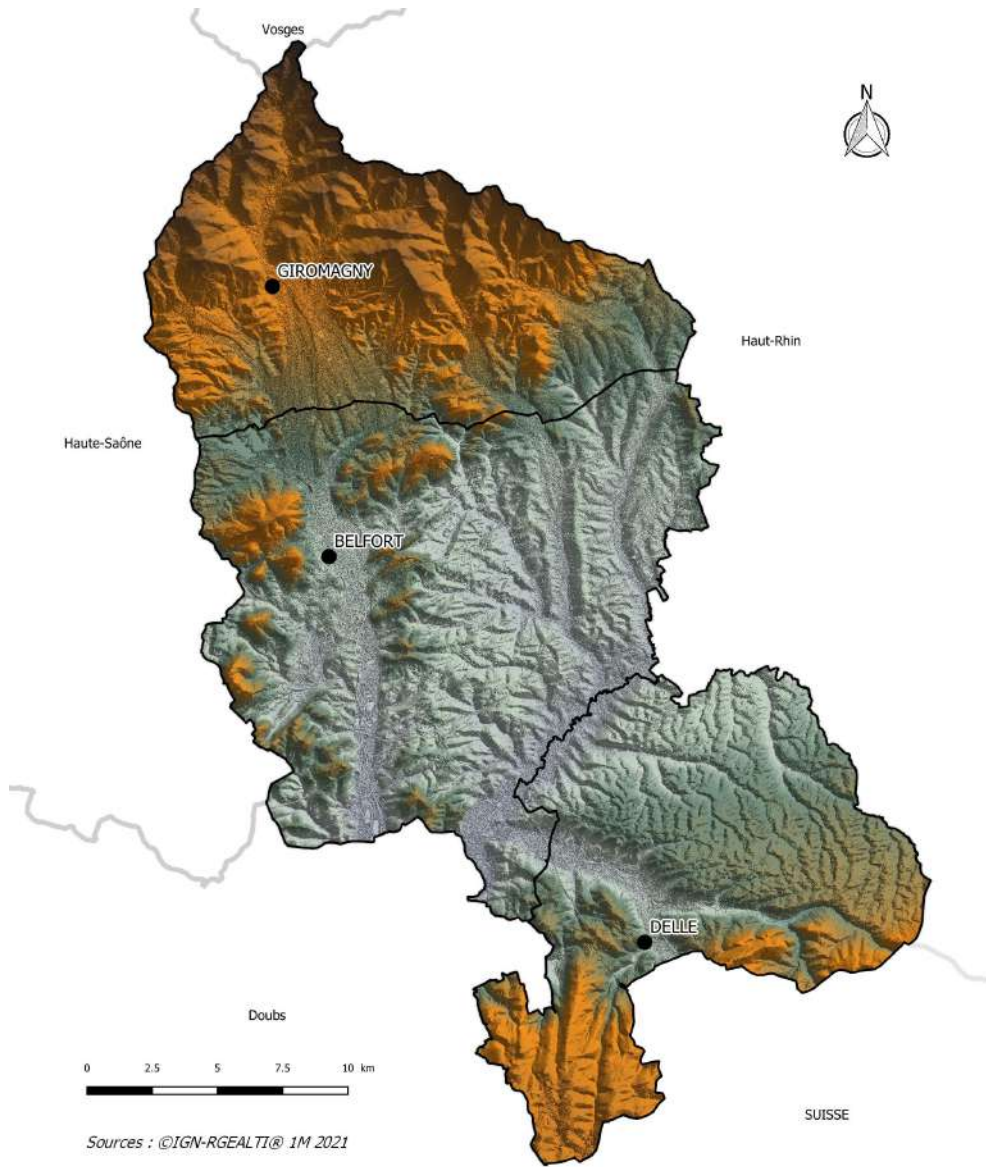 Vosges
N
GIROMAGNY
Haut-Rhin
Haute-Saône
BELFORT
DELLE
Doubs
0 2.5 5 7.5 10 km
SUISSE
Sources : ©IGN-RGEALTI® 1M 2021